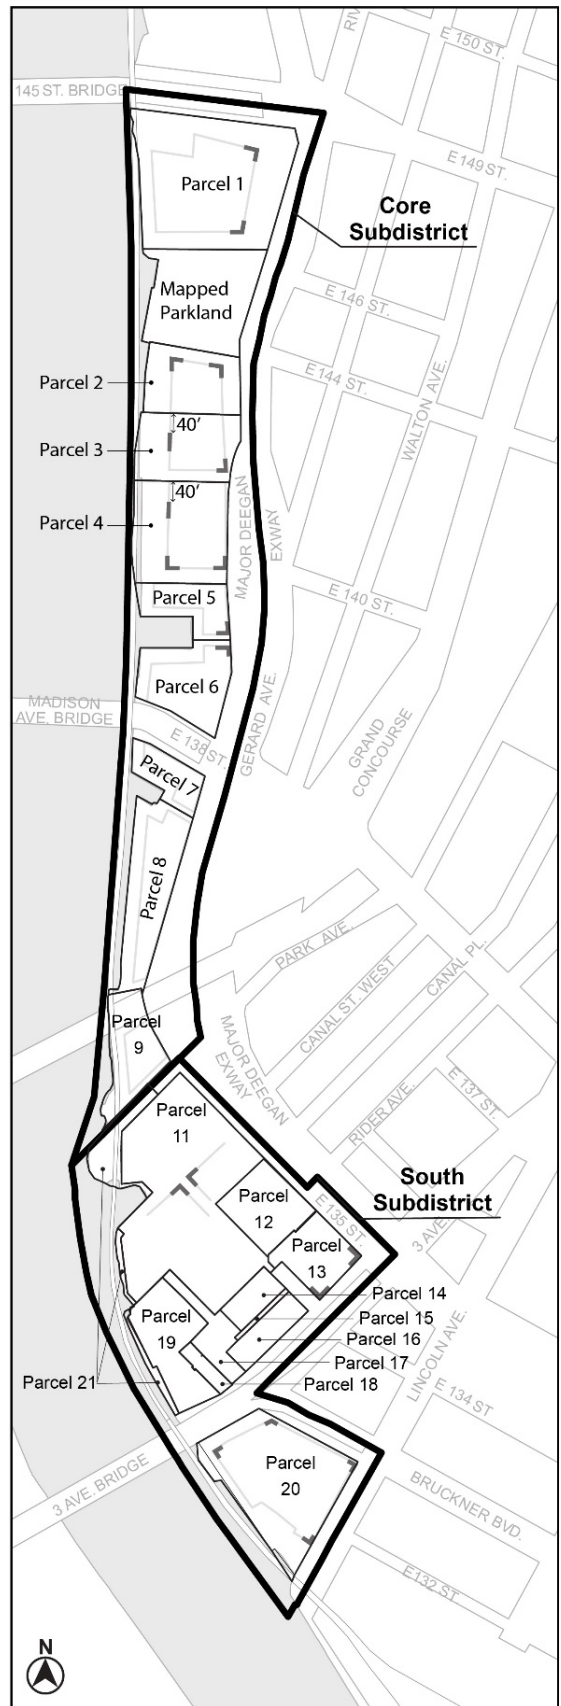 RIV
E 150 ST.
145 ST. BRIDGE
E 149 ST.
Parcel 1
Core
Subdistrict
Mapped
Parkland
E 146 ST.
E 144 ST.
WALTON AVE.
Parcel 2
40'
Parcel 3
40'
Parcel 4
MAJOR DEEGAN
EXWAY
Parcel 5
E 140 ST.
Parcel 6
MADISON
AVE. BRIDGE
E 138 ST
GERARD AVE.
GRAND
CONCOURSE
Parcel 7
Parcel 8
PARK AVE.
CANAL ST. WEST
CANAL PL.
Parcel
9
MAJOR DEEGAN
EXWAY
RIDER AVE.
E 137 ST.
Parcel
11
South
Subdistrict
Parcel
12
E 135 ST.
3 AVE.
Parcel
13
Parcel 14
Parcel 15
Parcel 16
Parcel 17
Parcel 18
Parcel
19
Parcel 21
LINCOLN AVE.
E 134 ST
3 AVE. BRIDGE
Parcel
20
BRUCKNER BVD.
E132 ST.
N